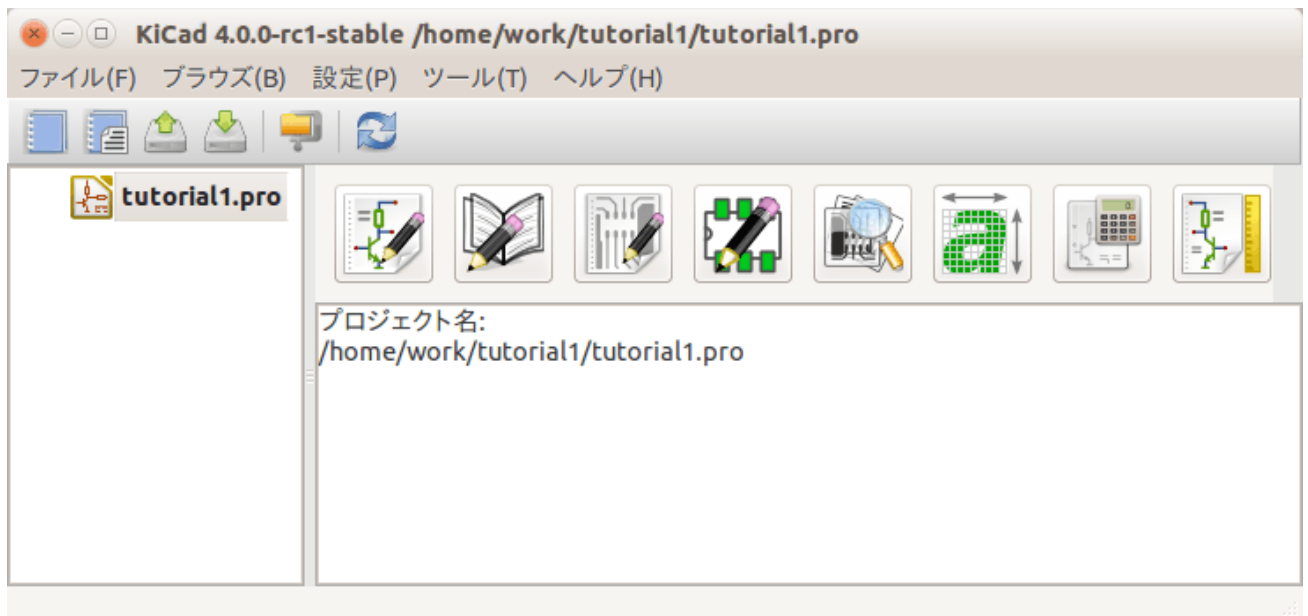 KiCad 4.0.0-rc1-stable /home/work/tutorial1/tutorial1.pro
ファイル(F) ブラウズ(B) 設定(P) ツール(T) ヘルプ(H)
tutorial1.pro
a
プロジェクト名:
/home/work/tutorial1/tutorial1.pro